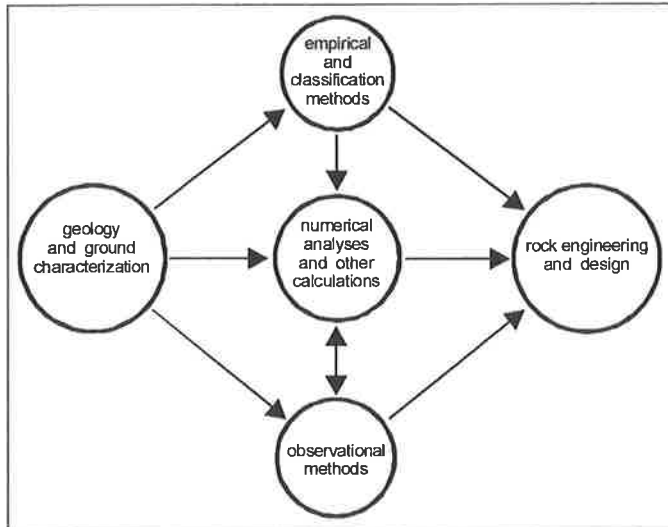 empirical
and
classification
methods
geology
and ground
characterization
numerical
analyses
and other
calculations
rock engineering
and design
observational
methods